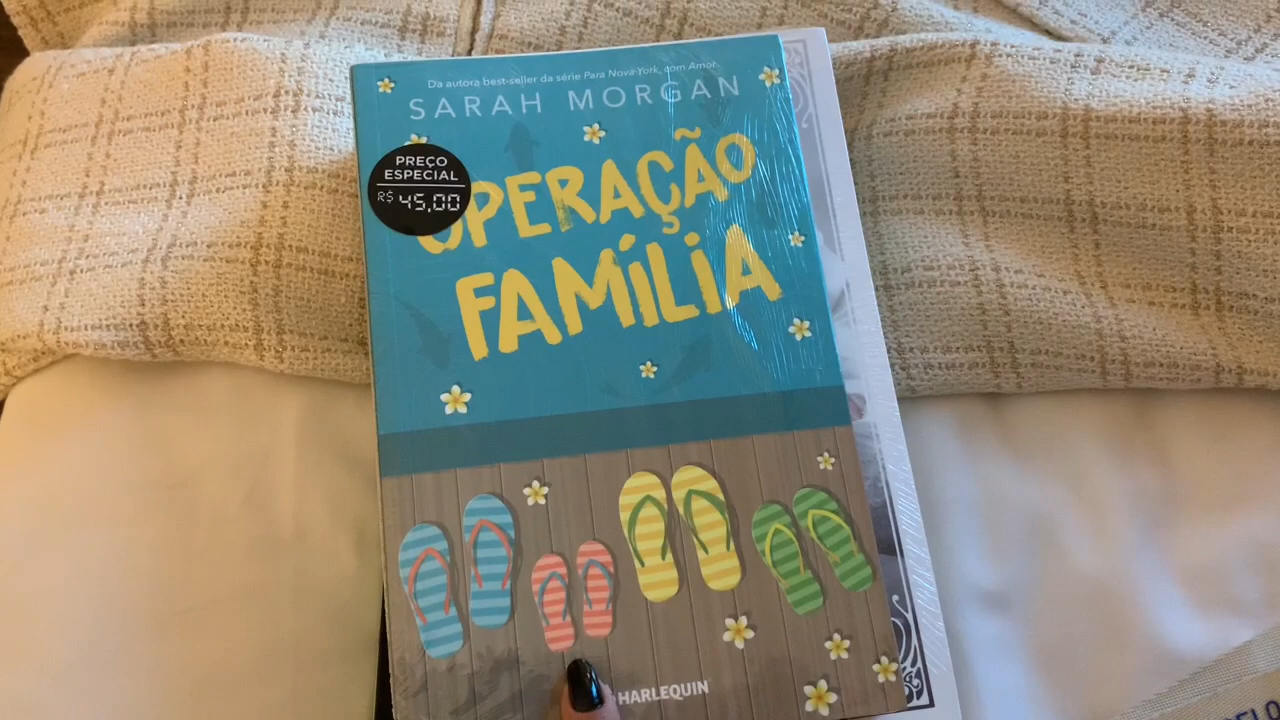 Da autora best-seller da série Para Nova York, com Amor
SARAH MORGAN
PREÇO
ESPECIAL
R$ 45,00
OPERAÇÃO
FAMÍLIA
HARLEQUIN